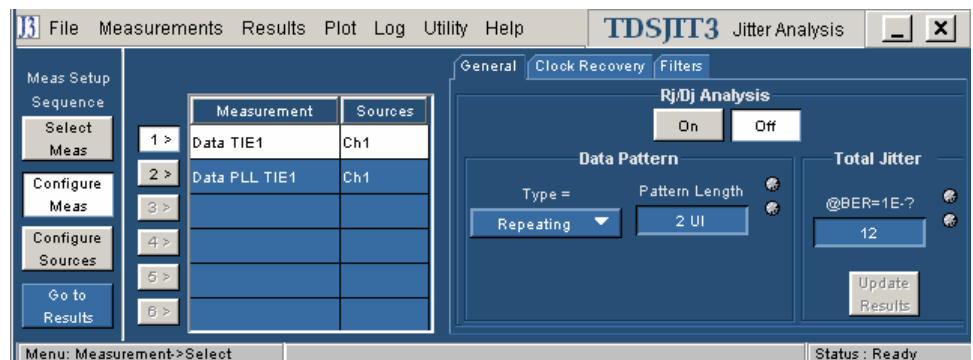 J3 File Measurements Results Plot Log Utility Help TDSJIT3 Jitter Analysis
Meas Setup
Sequence
Select
Meas
Configure
Meas
Configure
Sources
Go to
Results
Measurement Sources
1 > Data TIE1 Ch1
2 > Data PLL TIE1 Ch1
3 >
4 >
5 >
6 >
General Clock Recovery Filters
Rj/Dj Analysis
On Off
Data Pattern
Type =
Repeating
Pattern Length
2 UI
Total Jitter
@BER=1E-?
12
Update
Results
Menu: Measurement->Select
Status : Ready